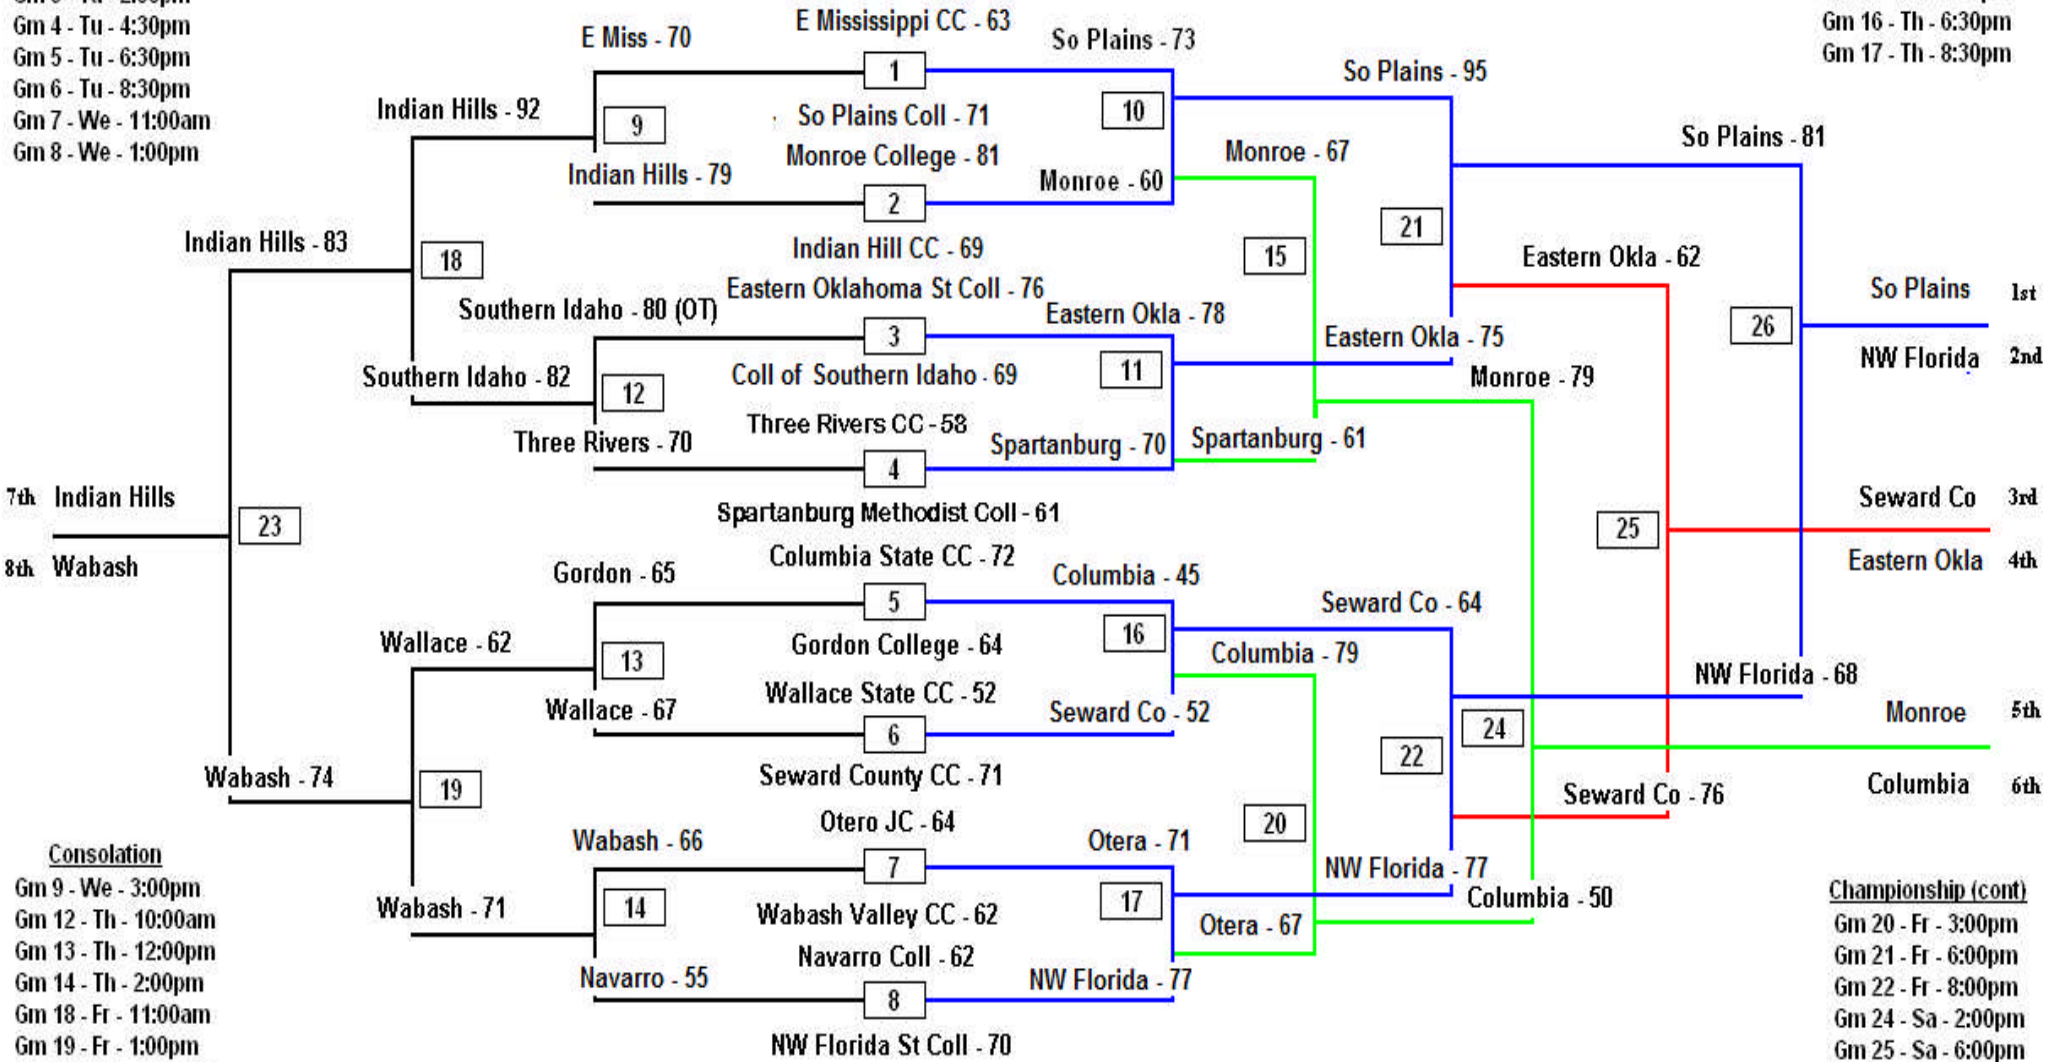 Gm 4 - Tu - 4:30pm
Gm 5 - Tu - 6:30pm
Gm 6 - Tu - 8:30pm
Gm 7 - We - 11:00am
Gm 8 - We - 1:00pm
Gm 16 - Th - 6:30pm
Gm 17 - Th - 8:30pm
E Miss - 70
E Mississippi CC - 63
So Plains - 73
1
So Plains - 95
Indian Hills - 92
9
So Plains Coll - 71
10
Monroe College - 81
Monroe - 67
So Plains - 81
Indian Hills - 79
Monroe - 60
2
Indian Hills - 83
18
Indian Hill CC - 69
15
21
Eastern Okla - 62
Eastern Oklahoma St Coll - 76
Southern Idaho - 80 (OT)
Eastern Okla - 78
So Plains 1st
3
Eastern Okla - 75
26
NW Florida 2nd
Southern Idaho - 82
12
Coll of Southern Idaho - 69
11
Monroe - 79
Three Rivers CC - 58
Three Rivers - 70
Spartanburg - 70
Spartanburg - 61
4
7th Indian Hills
23
Spartanburg Methodist Coll - 61
25
Seward Co 3rd
8th Wabash
Columbia State CC - 72
Eastern Okla 4th
Gordon - 65
Columbia - 45
5
Seward Co - 64
Wallace - 62
13
Gordon College - 64
16
Columbia - 79
Wallace State CC - 52
NW Florida - 68
Wallace - 67
Seward Co - 52
Monroe 5th
6
24
22
Wabash - 74
19
Seward County CC - 71
Seward Co - 76
Columbia 6th
Otero JC - 64
20
Wabash - 66
Otera - 71
7
NW Florida - 77
Wabash - 71
14
Wabash Valley CC - 62
17
Columbia - 50
Otera - 67
Navarro Coll - 62
Navarro - 55
NW Florida - 77
8
NW Florida St Coll - 70
Consolation
Gm 9 - We - 3:00pm
Gm 12 - Th - 10:00am
Gm 13 - Th - 12:00pm
Gm 14 - Th - 2:00pm
Gm 18 - Fr - 11:00am
Gm 19 - Fr - 1:00pm
Championship (cont)
Gm 20 - Fr - 3:00pm
Gm 21 - Fr - 6:00pm
Gm 22 - Fr - 8:00pm
Gm 24 - Sa - 2:00pm
Gm 25 - Sa - 6:00pm